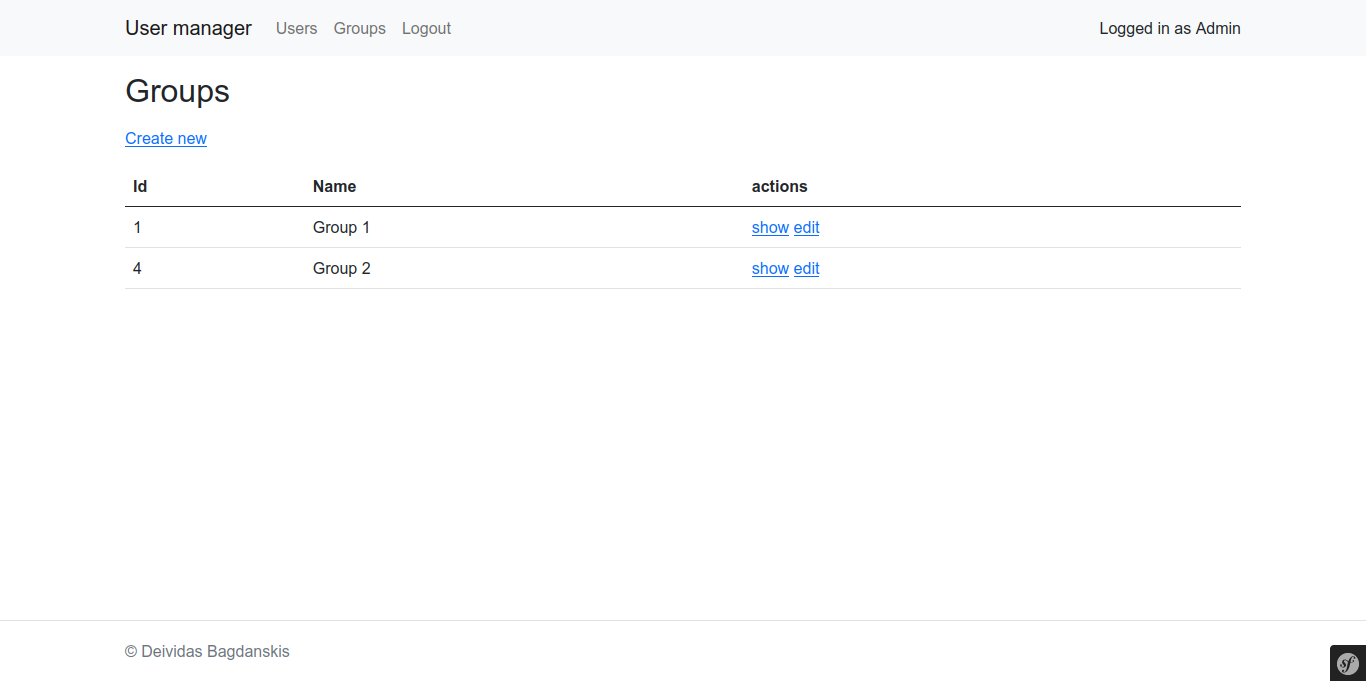 User manager Users Groups Logout Logged in as Admin
Groups
Create new
Id Name actions
1 Group 1 show edit
4 Group 2 show edit
© Deividas Bagdanskis
sf